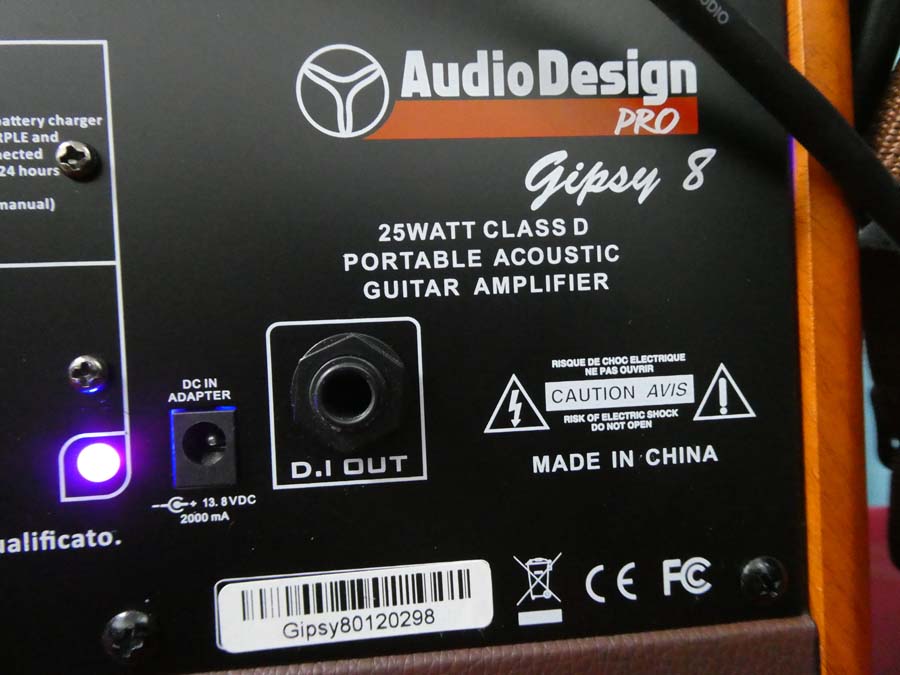 UDIO
AudioDesign
PRO
Gipsy 8
25WATT CLASS D
PORTABLE ACOUSTIC
GUITAR AMPLIFIER
battery charger
RPLE and
nected
24 hours
manual)
DC IN
ADAPTER
13.8VDC
2000 mA
D.I OUT
RISQUE DE CHOC ELECTRIQUE
NE PAS OUVRIR
CAUTION AVIS
RISK OF ELECTRIC SHOCK
DO NOT OPEN
MADE IN CHINA
ualificato.
Gipsy80120298
CE FC